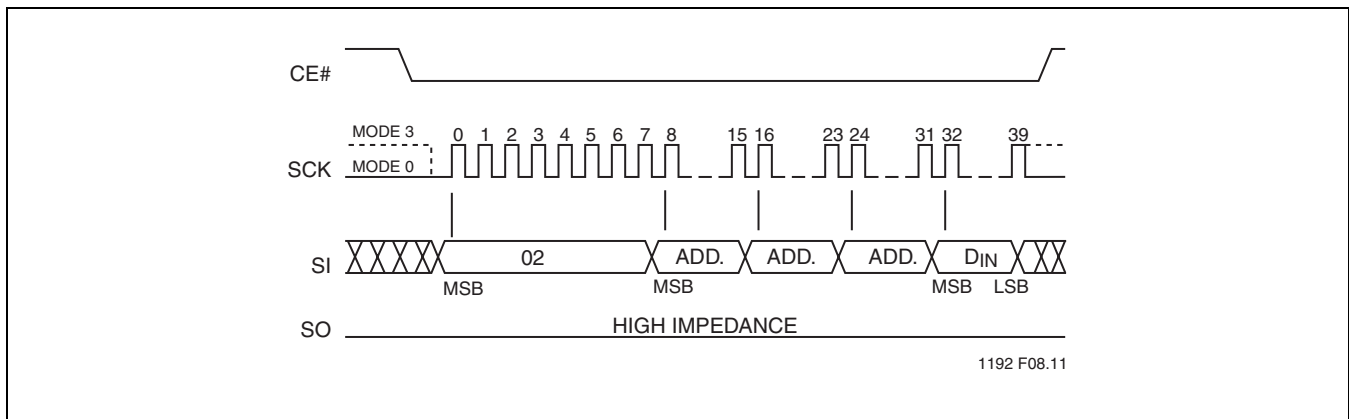 CE#
MODE 3
0 1 2 3 4 5 6 7 8 15 16 23 24 31 32 39
SCK MODE 0
SI 02 ADD. ADD. ADD. DIN
MSB MSB MSB LSB
SO HIGH IMPEDANCE
1192 F08.11